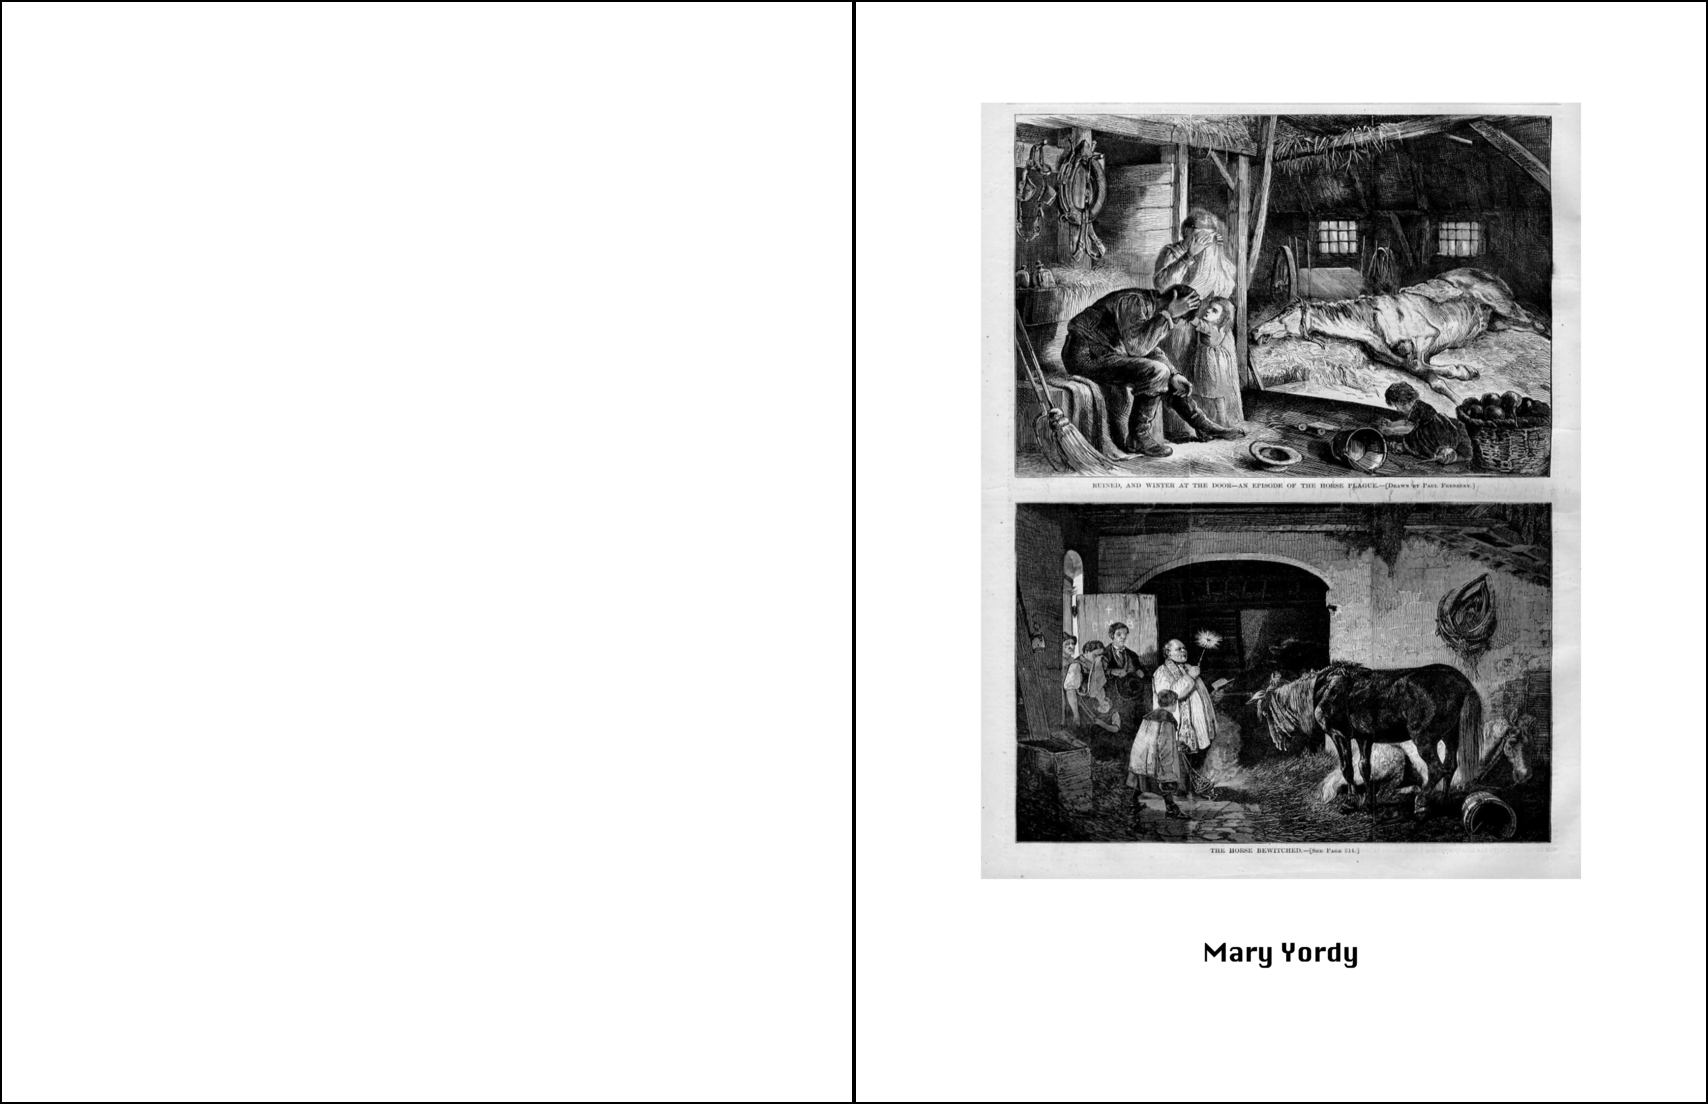 RUINED, AND WINTER AT THE DOOR—AN EPISODE OF THE HORSE PLAGUE.—[Drawn by Paul Frenzeny.]
THE HORSE BEWITCHED.—[See Page 914.]
Mary Yordy